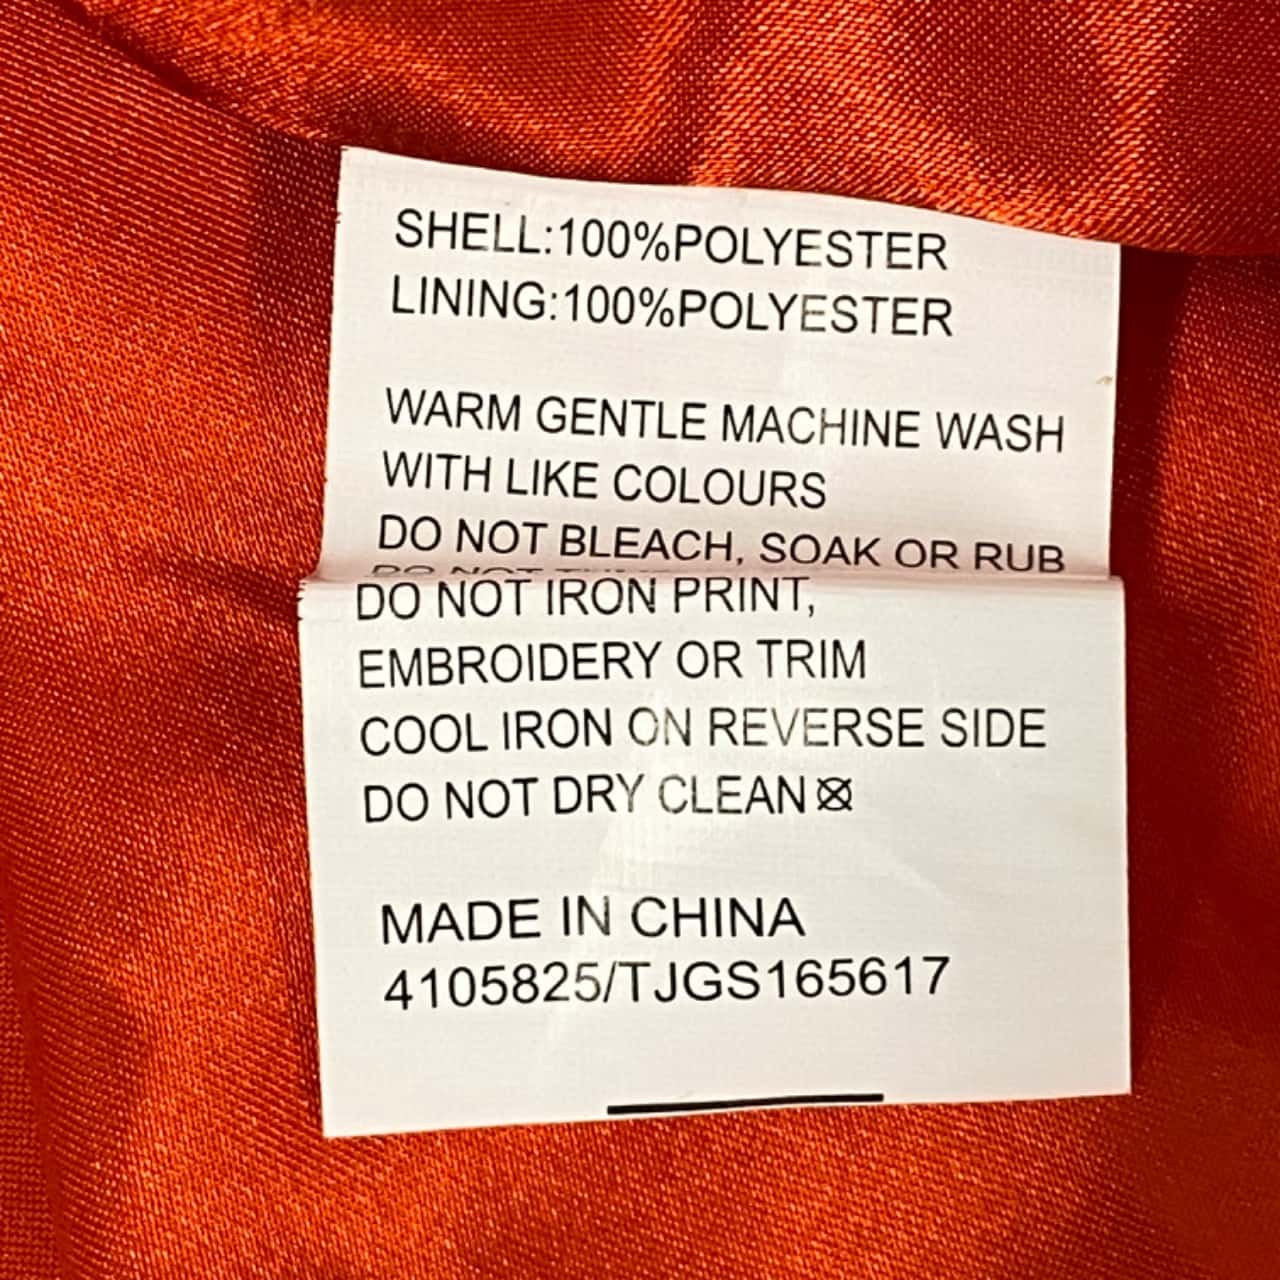 SHELL:100%POLYESTER
LINING:100%POLYESTER
WARM GENTLE MACHINE WASH
WITH LIKE COLOURS
DO NOT BLEACH, SOAK OR RUB
DO NOT
DO NOT IRON PRINT,
EMBROIDERY OR TRIM
COOL IRON ON REVERSE SIDE
DO NOT DRY CLEAN
MADE IN CHINA
4105825/TJGS165617